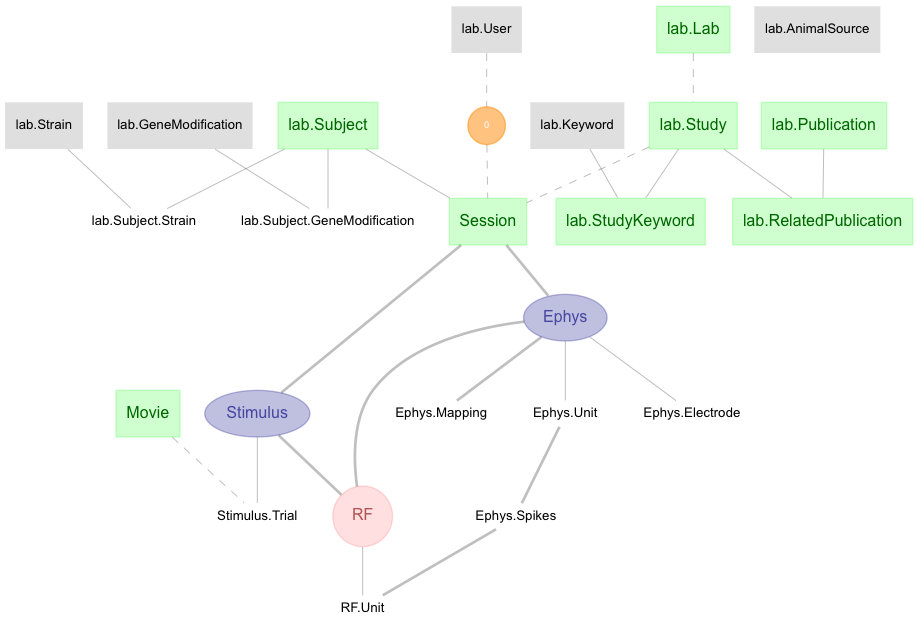 lab.User
lab.Lab
lab.AnimalSource
lab.Strain
lab.GeneModification
lab.Subject
0
lab.Keyword
lab.Study
lab.Publication
lab.Subject.Strain
lab.Subject.GeneModification
Session
lab.StudyKeyword
lab.RelatedPublication
Ephys
Movie
Stimulus
Ephys.Mapping
Ephys.Unit
Ephys.Electrode
Stimulus.Trial
RF
Ephys.Spikes
RF.Unit